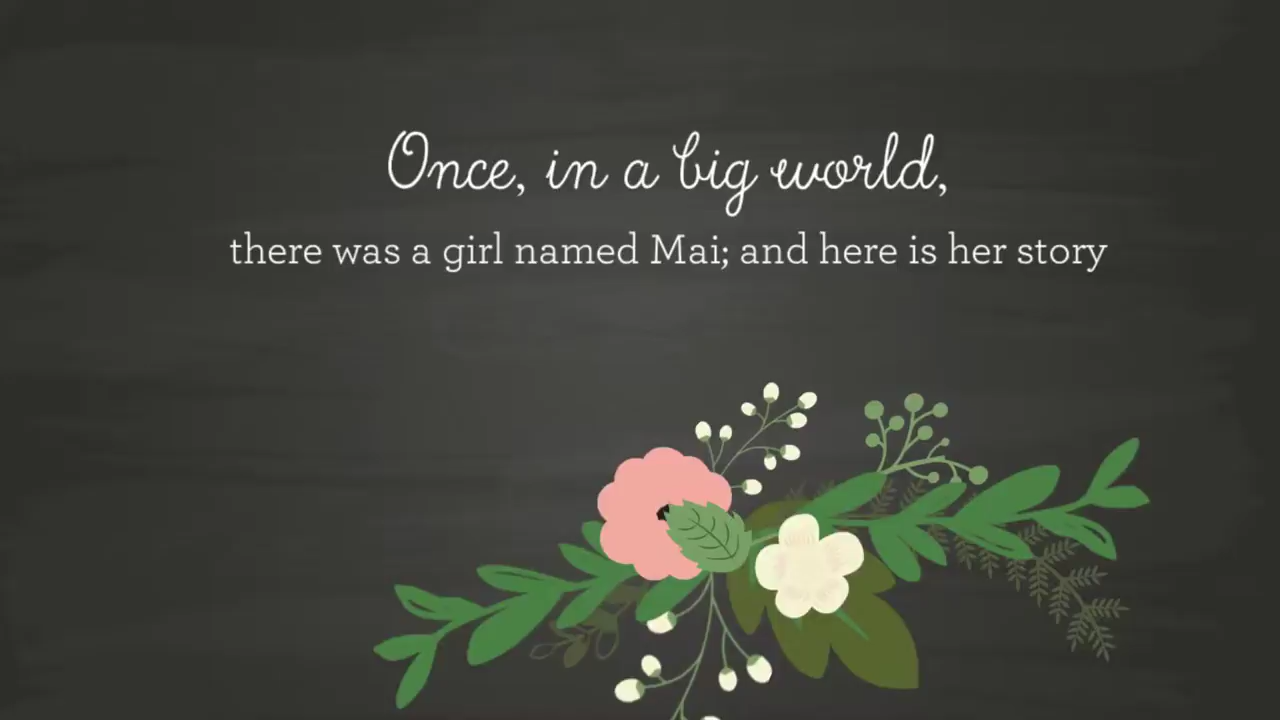 Once, in a big world,
there was a girl named Mai; and here is her story